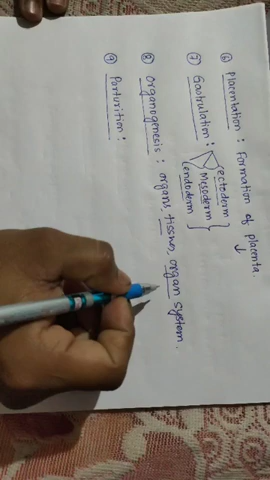 ⑥ Placentation : Formation of placenta.
↓
⑦ Gastrulation : { ectoderm
Mesoderm
endoderm }
⑧ Organogenesis : organs, tissues, organ system.
⑨ Parturition :